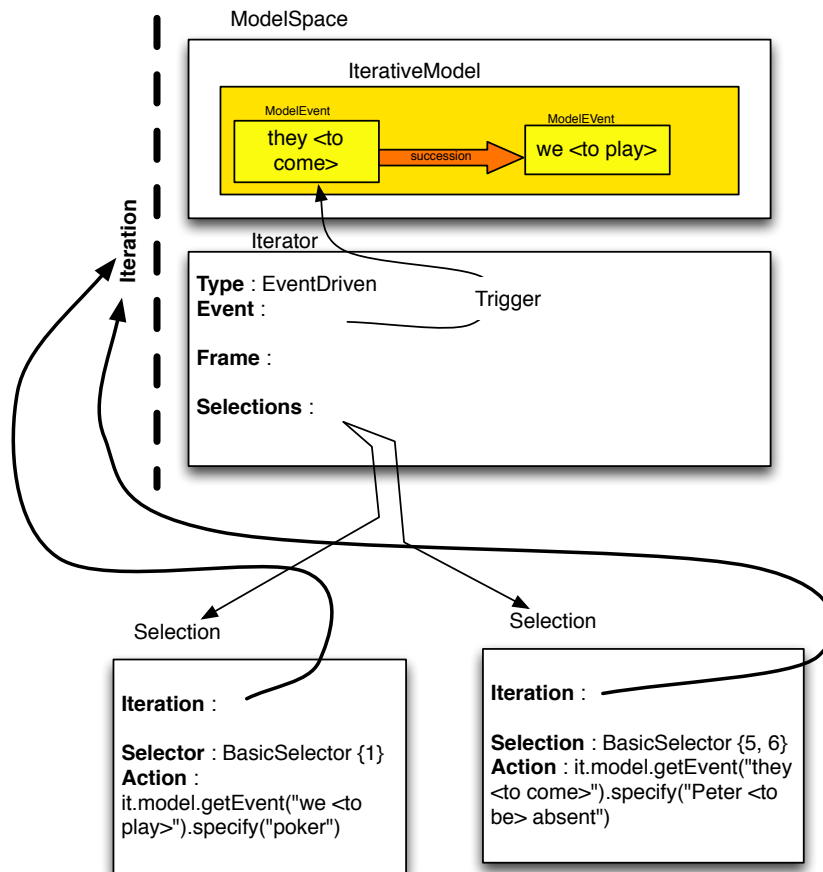 ModelSpace
IterativeModel
ModelEvent
they <to
come>
succession
ModelEVent
we <to play>
Iteration
Iterator
Type : EventDriven
Event :
Trigger
Frame :
Selections :
Selection
Iteration :
Selector : BasicSelector {1}
Action :
it.model.getEvent("we <to
play>").specify("poker")
Selection
Iteration :
Selection : BasicSelector {5, 6}
Action : it.model.getEvent("they
<to come>").specify("Peter <to
be> absent")